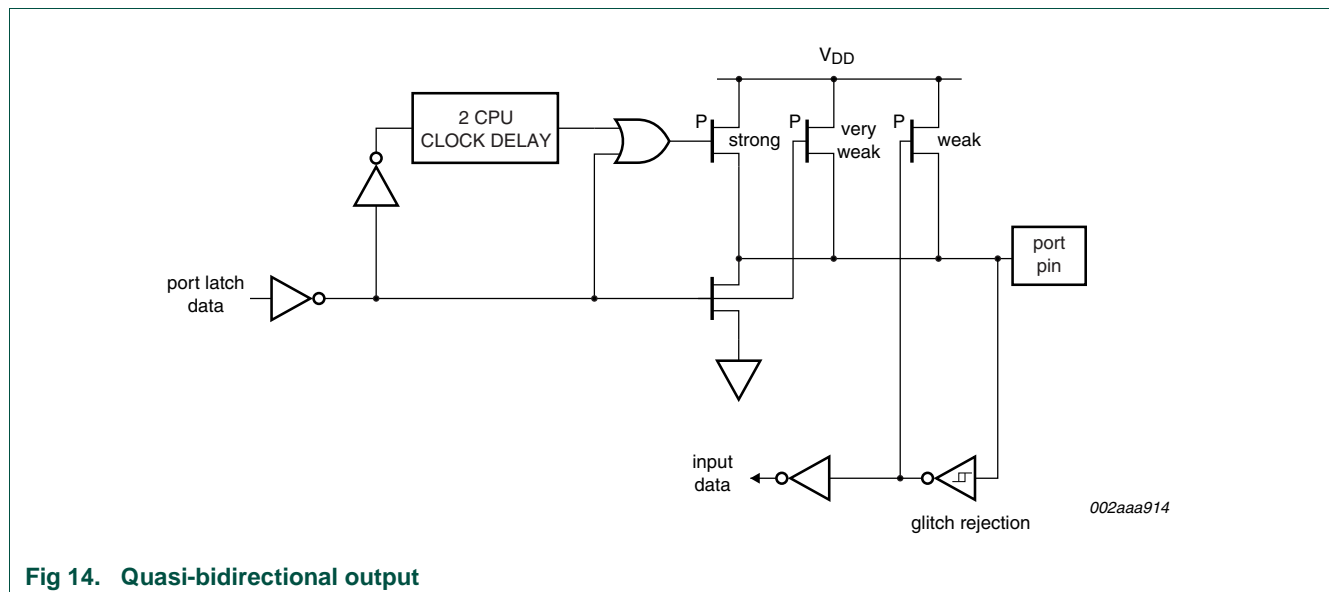 VDD
2 CPU
CLOCK DELAY
P
strong
P
very
weak
P
weak
port
pin
port latch
data
input
data
glitch rejection
002aaa914
Fig 14. Quasi-bidirectional output